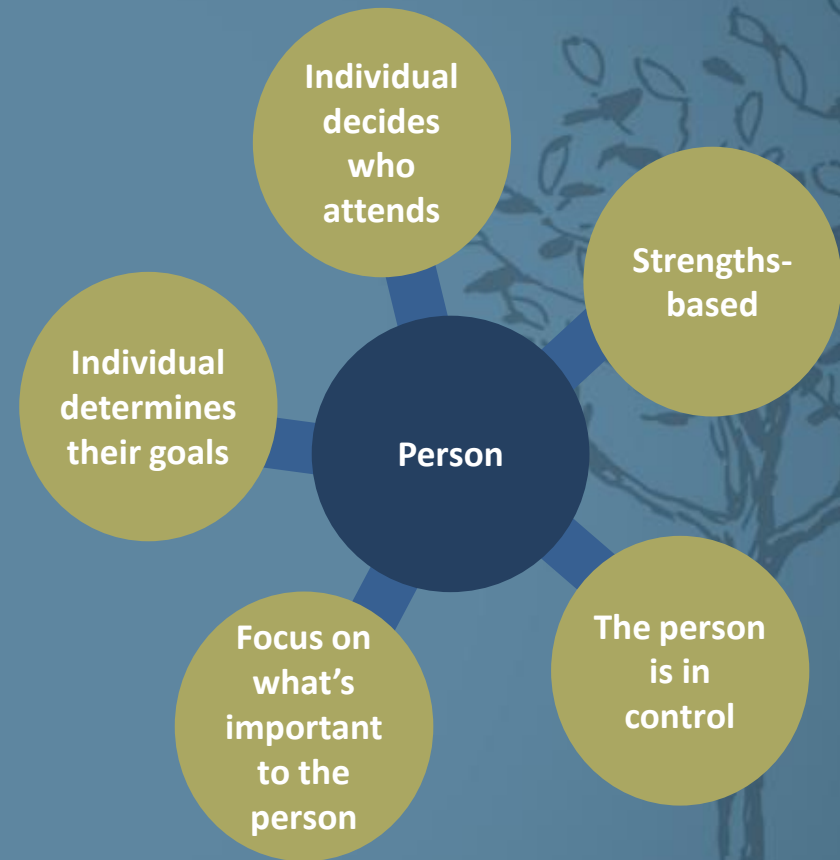 Individual
decides
who
attends
Strengths-
based
Individual
determines
their goals
Person
The person
is in
control
Focus on
what’s
important
to the
person